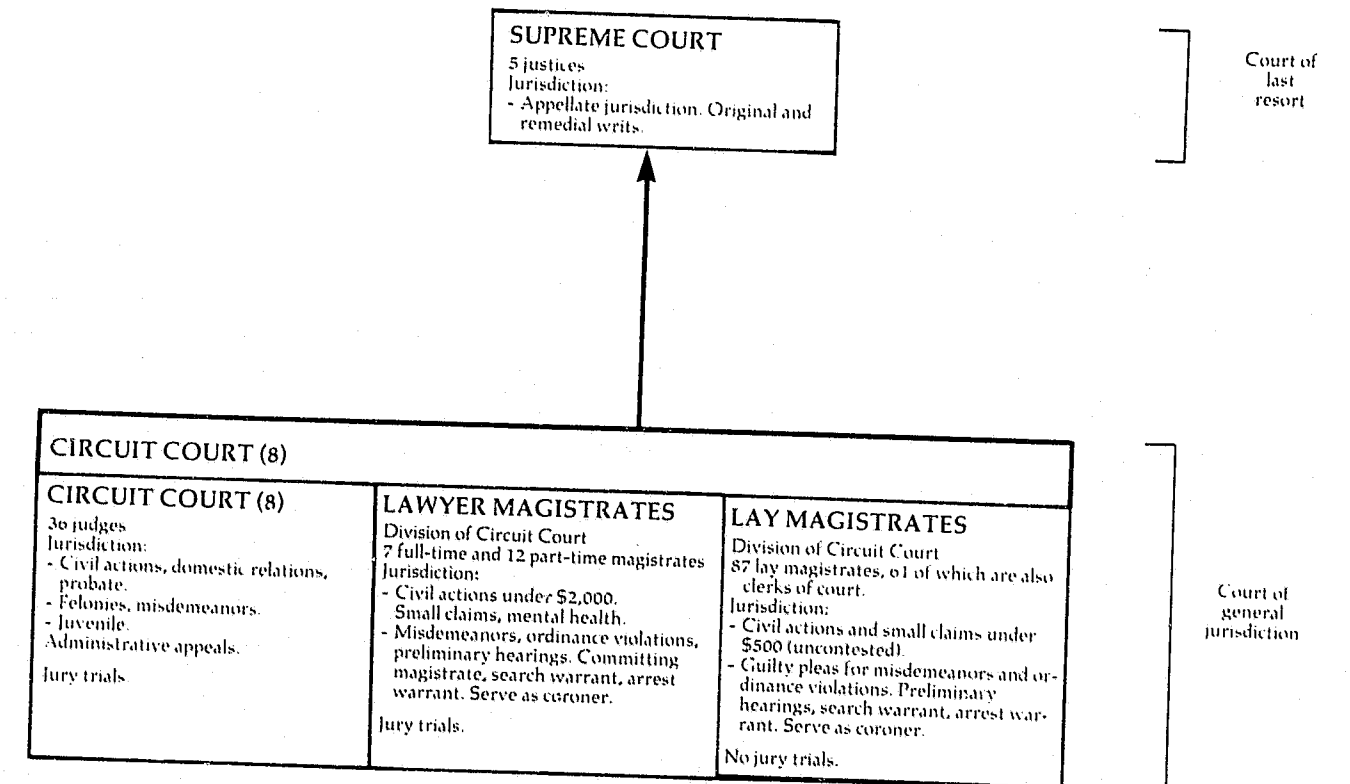 SUPREME COURT
5 justices
Jurisdiction:
- Appellate jurisdiction. Original and
remedial writs.
Court of
last
resort
CIRCUIT COURT (8)
CIRCUIT COURT (8)
36 judges
Jurisdiction:
- Civil actions, domestic relations,
probate.
- Felonies, misdemeanors.
- Juvenile.
Administrative appeals.
Jury trials.
LAWYER MAGISTRATES
Division of Circuit Court
7 full-time and 12 part-time magistrates
Jurisdiction:
- Civil actions under $2,000.
Small claims, mental health.
- Misdemeanors, ordinance violations,
preliminary hearings. Committing
magistrate, search warrant, arrest
warrant. Serve as coroner.
Jury trials.
LAY MAGISTRATES
Division of Circuit Court
87 lay magistrates, 61 of which are also
clerks of court.
Jurisdiction:
- Civil actions and small claims under
$500 (uncontested).
- Guilty pleas for misdemeanors and or-
dinance violations. Preliminary
hearings, search warrant, arrest war-
rant. Serve as coroner.
No jury trials.
Court of
general
jurisdiction